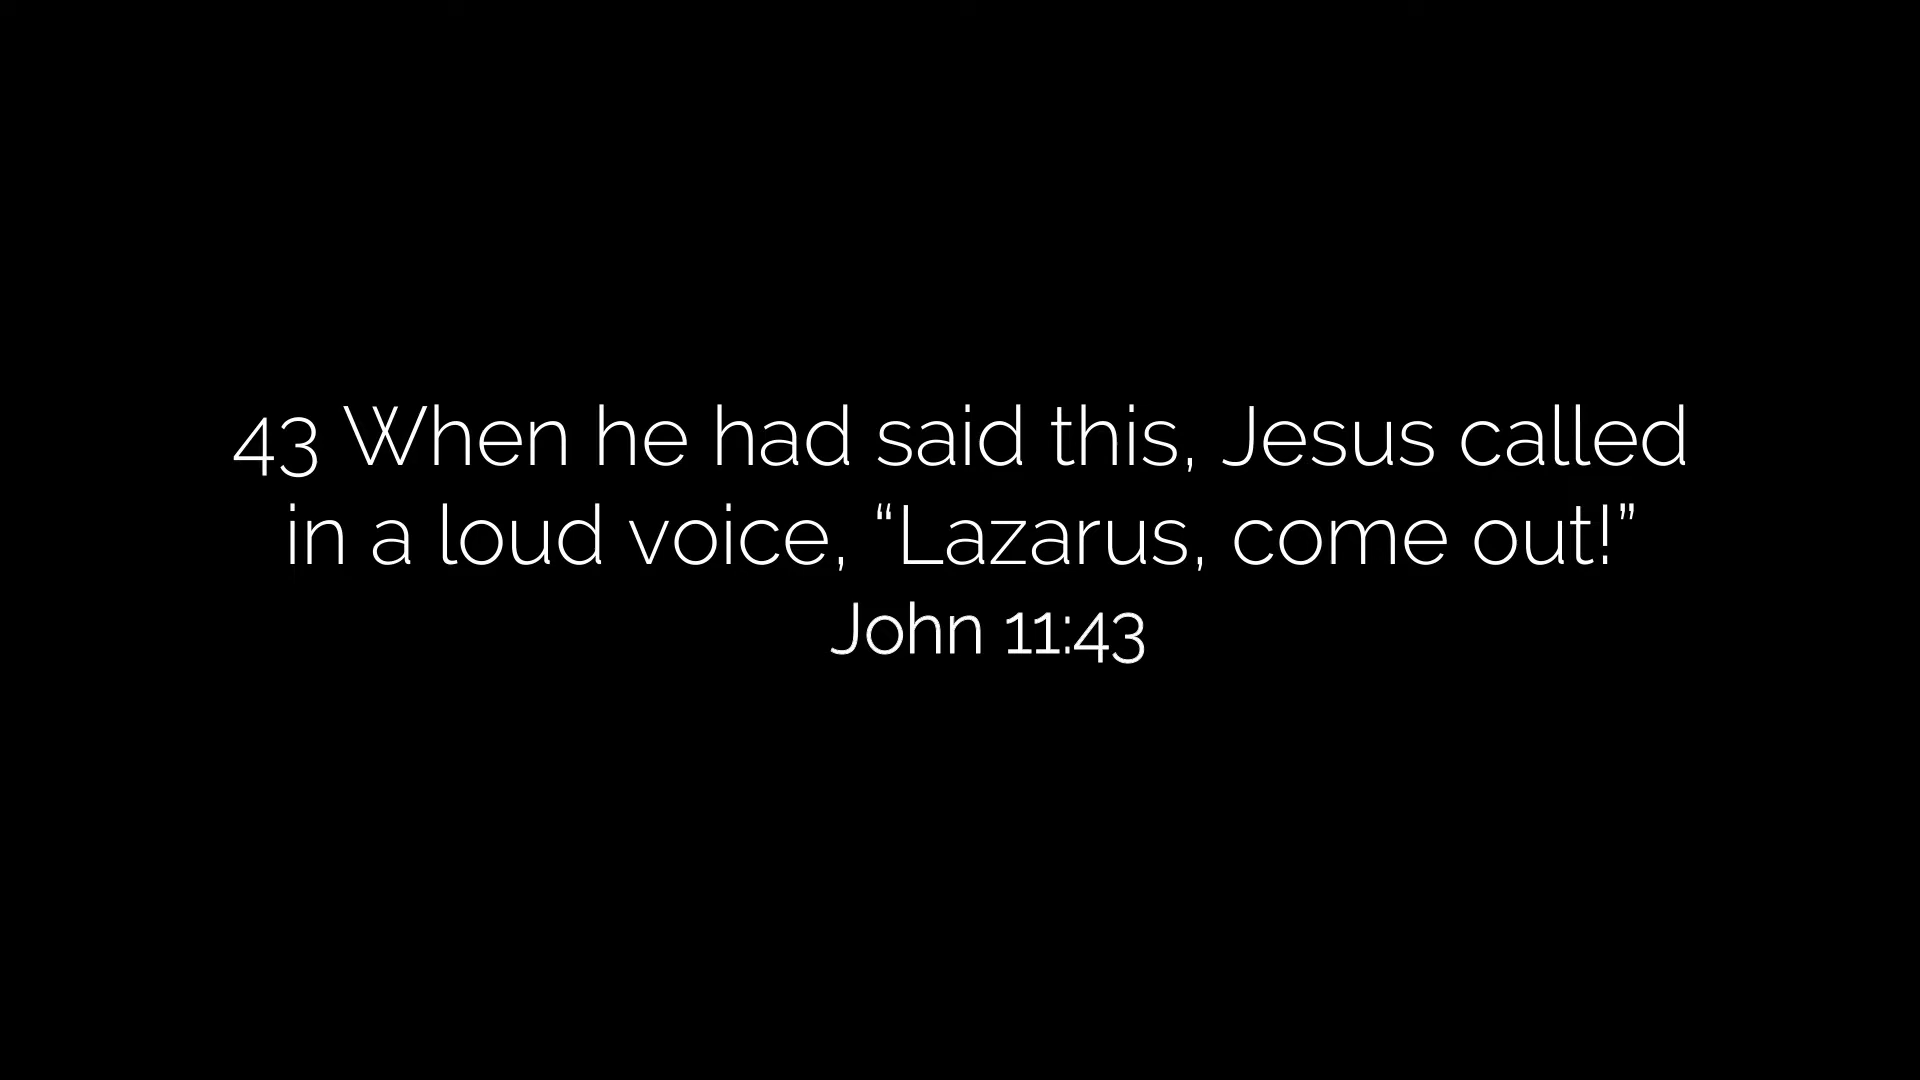 43 When he had said this, Jesus called
in a loud voice, “Lazarus, come out!”
John 11:43